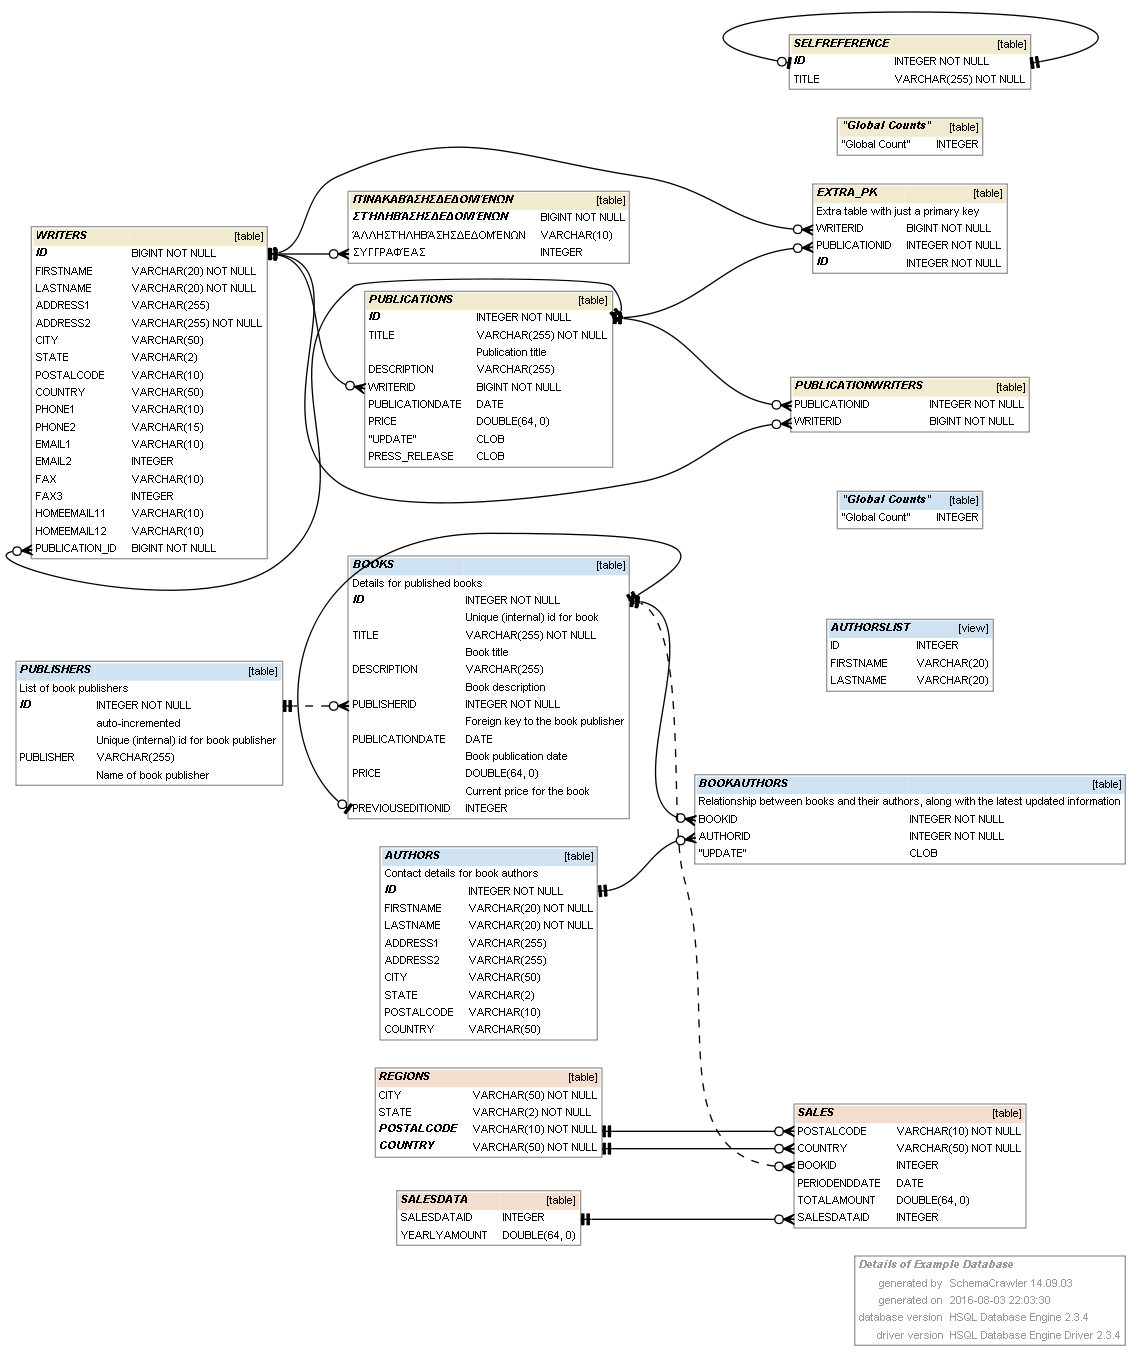 SELFREFERENCE [table]
ID INTEGER NOT NULL
TITLE VARCHAR(255) NOT NULL
"Global Counts" [table]
"Global Count" INTEGER
ΠΊΝΑΚΑΒΆΣΗΣΔΕΔΟΜΈΝΩΝ [table]
ΣΤΉΛΗΒΆΣΗΣΔΕΔΟΜΈΝΩΝ BIGINT NOT NULL
ΆΛΛΗΣΤΉΛΗΒΆΣΗΣΔΕΔΟΜΈΝΩΝ VARCHAR(10)
ΣΥΓΓΡΑΦΈΑΣ INTEGER
EXTRA_PK [table]
Extra table with just a primary key
WRITERID BIGINT NOT NULL
PUBLICATIONID INTEGER NOT NULL
ID INTEGER NOT NULL
WRITERS [table]
ID BIGINT NOT NULL
FIRSTNAME VARCHAR(20) NOT NULL
LASTNAME VARCHAR(20) NOT NULL
ADDRESS1 VARCHAR(255)
ADDRESS2 VARCHAR(255) NOT NULL
CITY VARCHAR(50)
STATE VARCHAR(2)
POSTALCODE VARCHAR(10)
COUNTRY VARCHAR(50)
PHONE1 VARCHAR(10)
PHONE2 VARCHAR(15)
EMAIL1 VARCHAR(10)
EMAIL2 INTEGER
FAX VARCHAR(10)
FAX3 INTEGER
HOMEEMAIL11 VARCHAR(10)
HOMEEMAIL12 VARCHAR(10)
PUBLICATION_ID BIGINT NOT NULL
PUBLICATIONS [table]
ID INTEGER NOT NULL
TITLE VARCHAR(255) NOT NULL
Publication title
DESCRIPTION VARCHAR(255)
WRITERID BIGINT NOT NULL
PUBLICATIONDATE DATE
PRICE DOUBLE(64, 0)
"UPDATE" CLOB
PRESS_RELEASE CLOB
PUBLICATIONWRITERS [table]
PUBLICATIONID INTEGER NOT NULL
WRITERID BIGINT NOT NULL
"Global Counts" [table]
"Global Count" INTEGER
BOOKS [table]
Details for published books
ID INTEGER NOT NULL
Unique (internal) id for book
TITLE VARCHAR(255) NOT NULL
Book title
DESCRIPTION VARCHAR(255)
Book description
PUBLISHERID INTEGER NOT NULL
Foreign key to the book publisher
PUBLICATIONDATE DATE
Book publication date
PRICE DOUBLE(64, 0)
Current price for the book
PREVIOUSEDITIONID INTEGER
AUTHORSLIST [view]
ID INTEGER
FIRSTNAME VARCHAR(20)
LASTNAME VARCHAR(20)
PUBLISHERS [table]
List of book publishers
ID INTEGER NOT NULL
auto-incremented
Unique (internal) id for book publisher
PUBLISHER VARCHAR(255)
Name of book publisher
BOOKAUTHORS [table]
Relationship between books and their authors, along with the latest updated information
BOOKID INTEGER NOT NULL
AUTHORID INTEGER NOT NULL
"UPDATE" CLOB
AUTHORS [table]
Contact details for book authors
ID INTEGER NOT NULL
FIRSTNAME VARCHAR(20) NOT NULL
LASTNAME VARCHAR(20) NOT NULL
ADDRESS1 VARCHAR(255)
ADDRESS2 VARCHAR(255)
CITY VARCHAR(50)
STATE VARCHAR(2)
POSTALCODE VARCHAR(10)
COUNTRY VARCHAR(50)
REGIONS [table]
CITY VARCHAR(50) NOT NULL
STATE VARCHAR(2) NOT NULL
POSTALCODE VARCHAR(10) NOT NULL
COUNTRY VARCHAR(50) NOT NULL
SALES [table]
POSTALCODE VARCHAR(10) NOT NULL
COUNTRY VARCHAR(50) NOT NULL
BOOKID INTEGER
PERIODENDDATE DATE
TOTALAMOUNT DOUBLE(64, 0)
SALESDATAID INTEGER
SALESDATA [table]
SALESDATAID INTEGER
YEARLYAMOUNT DOUBLE(64, 0)
Details of Example Database
generated by SchemaCrawler 14.09.03
generated on 2016-08-03 22:03:30
database version HSQL Database Engine 2.3.4
driver version HSQL Database Engine Driver 2.3.4